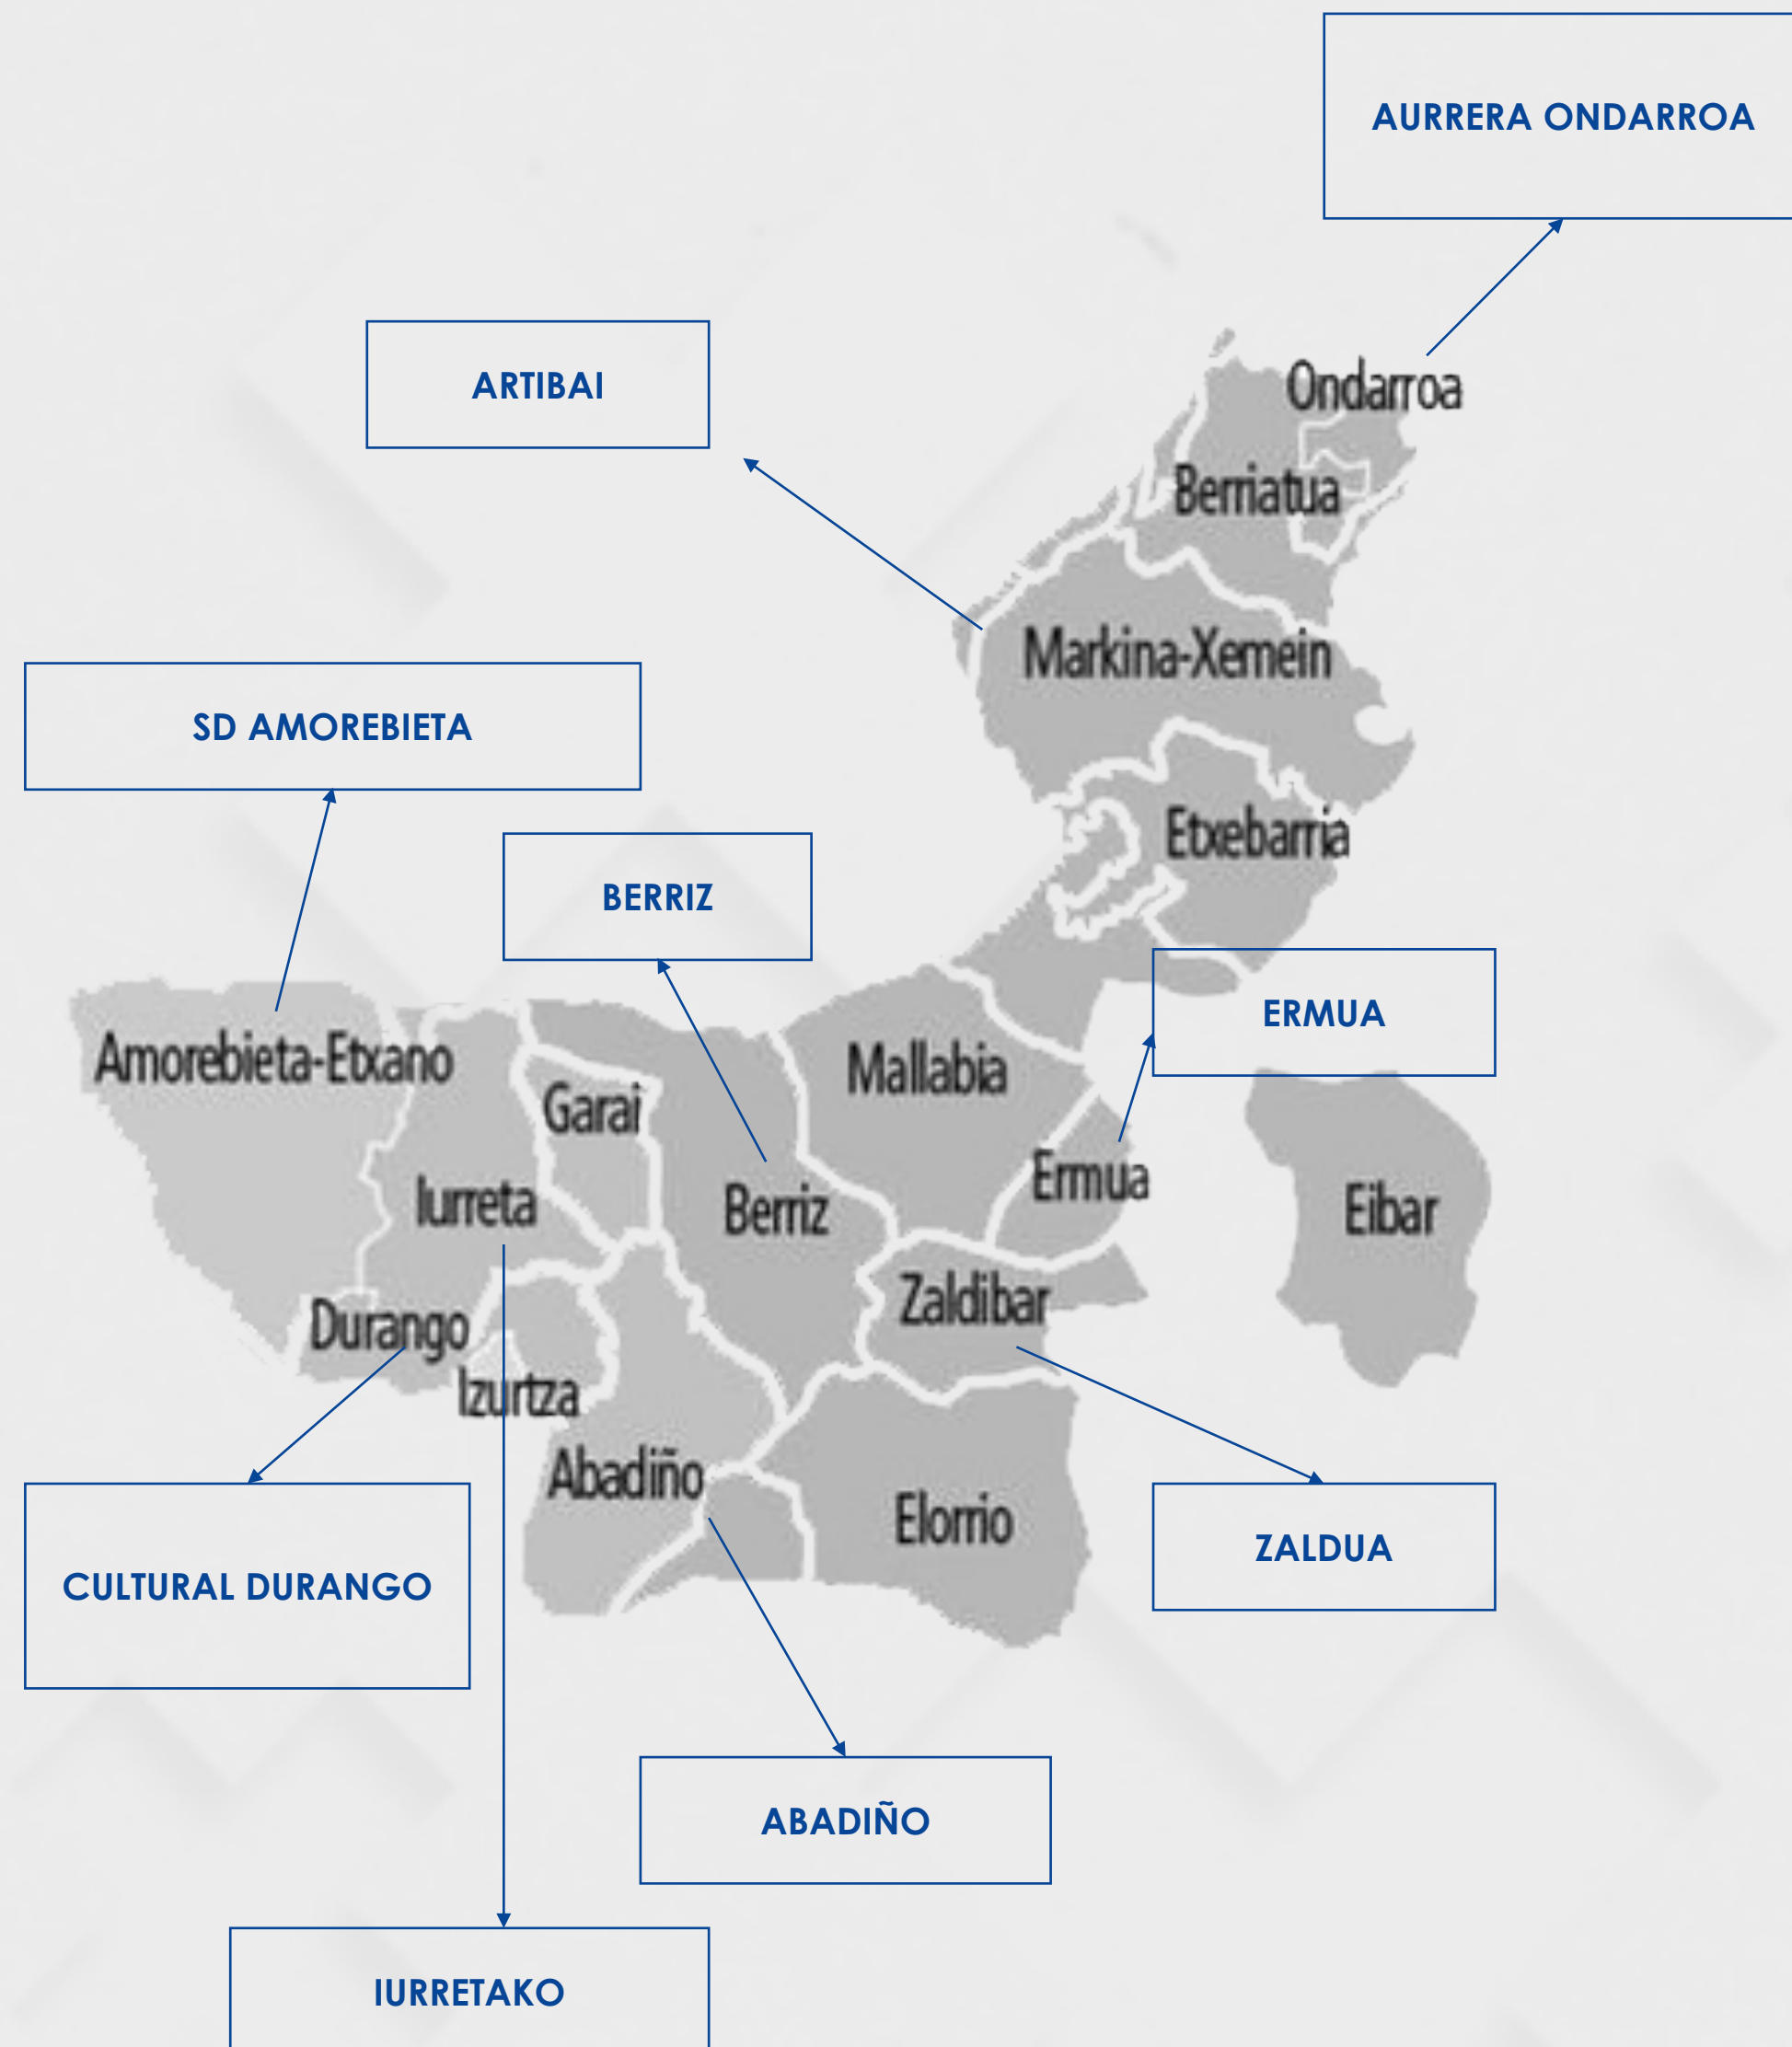 AURRERA ONDARROA
ARTIBAI
Ondarroa
Berriatua
Markina-Xemein
SD AMOREBIETA
Etxebarria
BERRIZ
ERMUA
Amorebieta-Etxano
Mallabia
Garai
Ermua
Iurreta
Berriz
Eibar
Zaldibar
Durango
Izurtza
Abadiño
Elorrio
ZALDUA
CULTURAL DURANGO
ABADIÑO
IURRETAKO